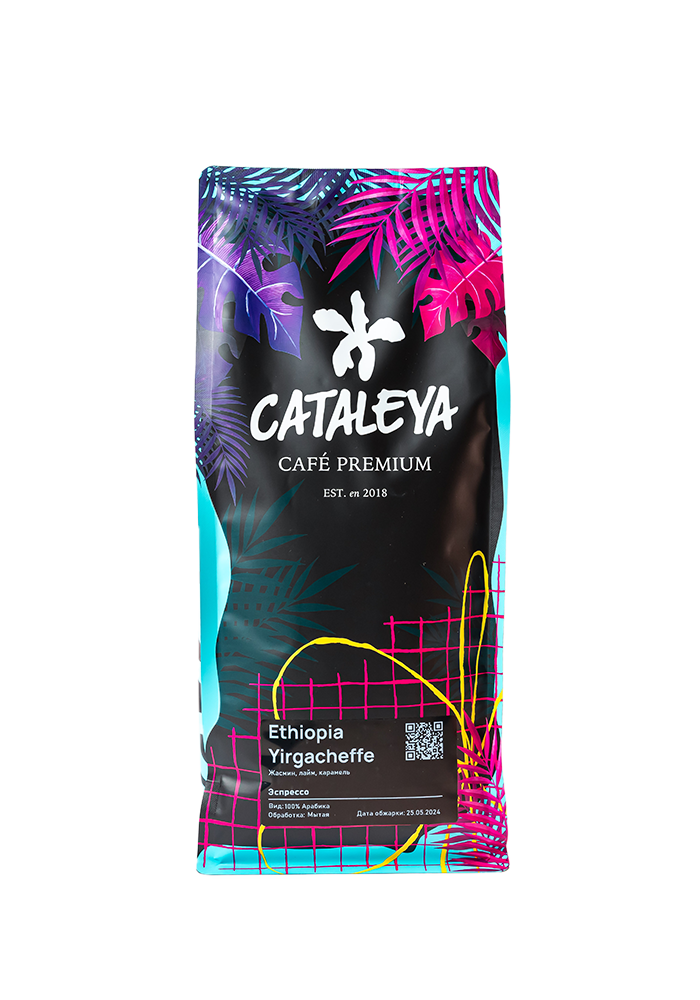 CATALEYA
CAFÉ PREMIUM
EST. en 2018
Ethiopia
Yirgacheffe
Жасмин, лайм, карамель
Эспрессо
Вид: 100% Арабика
Обработка: Мытая
Дата обжарки: 25.05.2024